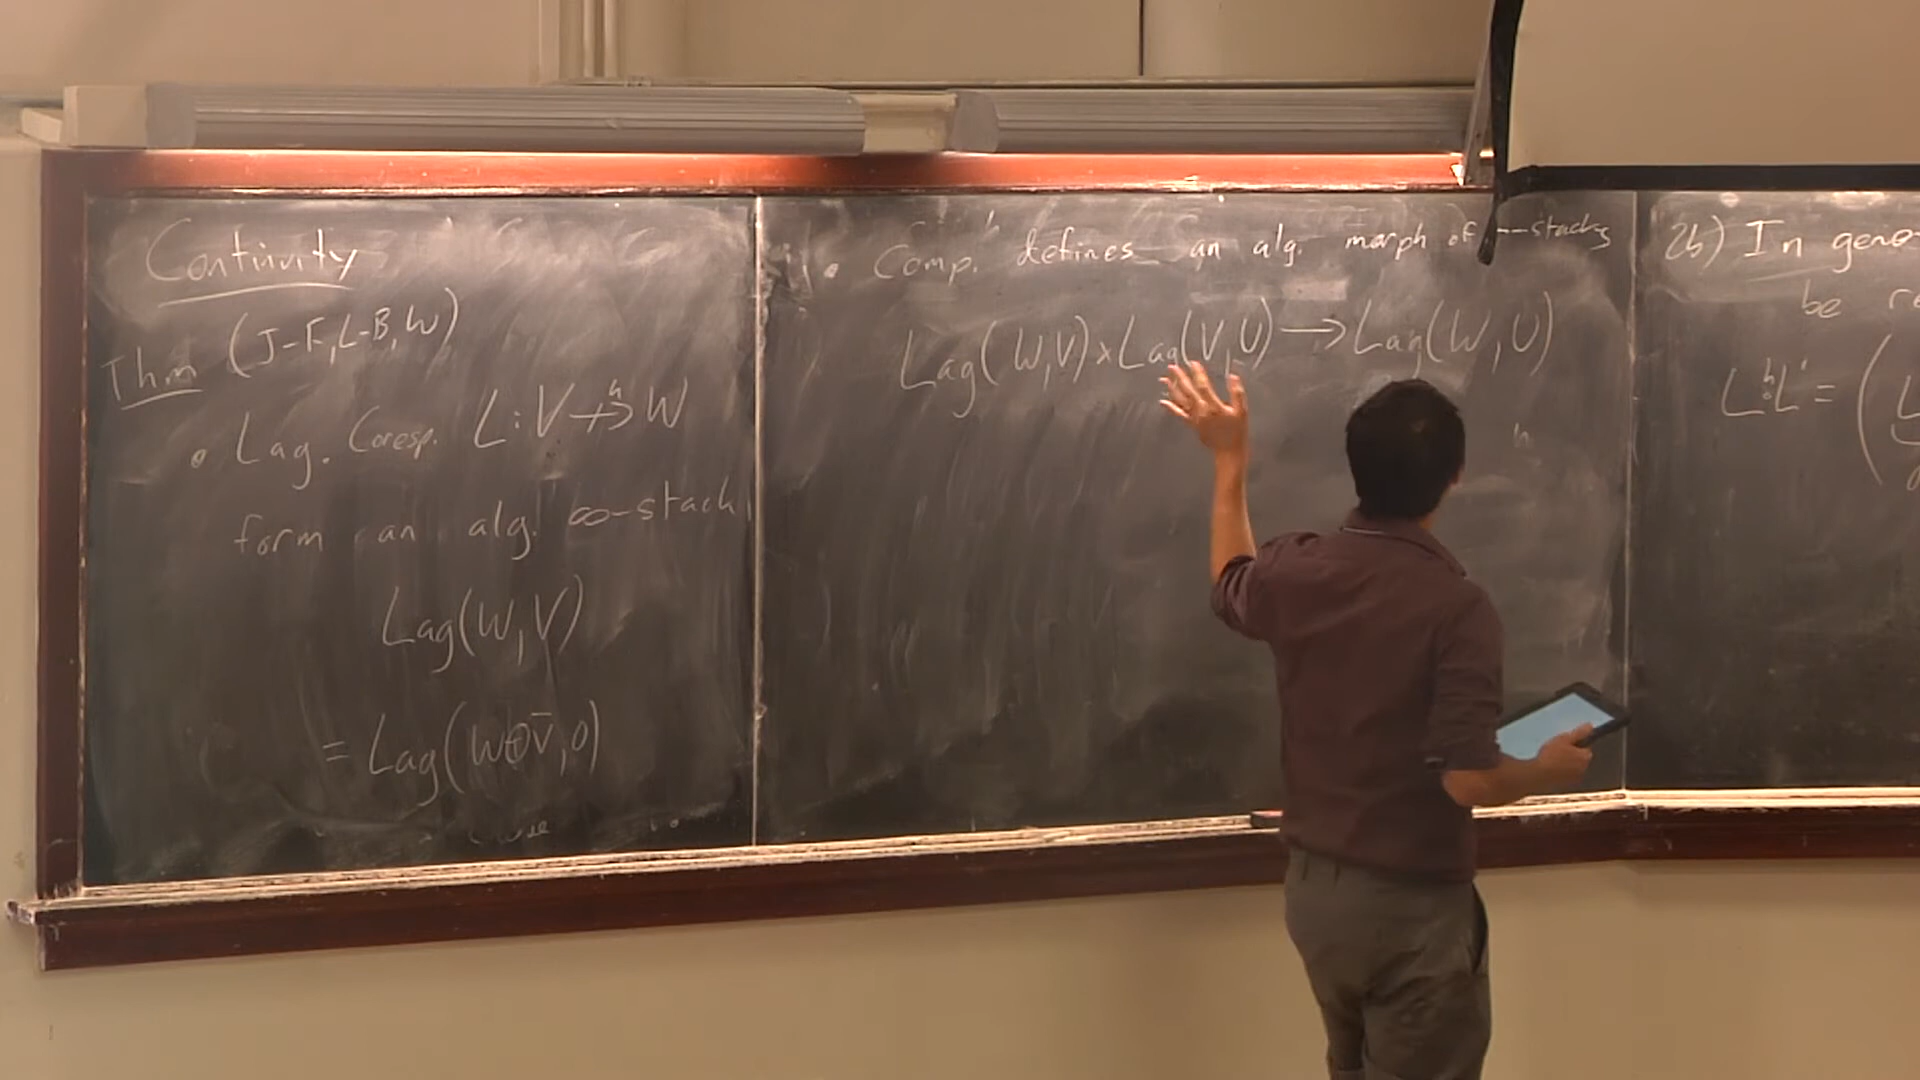 Continuity
Thm (J-F, L-B, W)
• Lag. Coresp. L : V +→ʰ W
form an alg. ∞-stack
Lag(W,V)
= Lag(W⊕V̄,0)
• Comp. defines an alg. morph of -stacks
Lag(W,V)×Lag(V,U) → Lag(W,U)
h
2b) In
be
L ∘ʰ L' = (